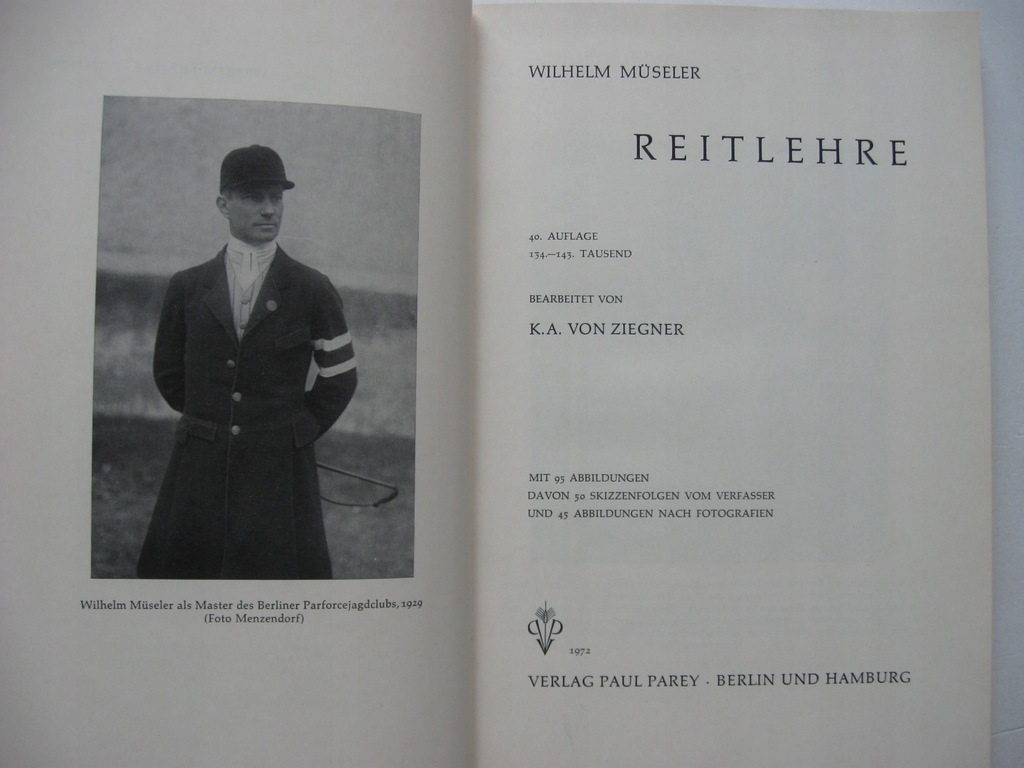 Wilhelm Müseler als Master des Berliner Parforcejagdclubs, 1929
(Foto Menzendorf)
WILHELM MÜSELER
REITLEHRE
40. AUFLAGE
134.—143. TAUSEND
BEARBEITET VON
K.A. VON ZIEGNER
MIT 95 ABBILDUNGEN
DAVON 50 SKIZZENFOLGEN VOM VERFASSER
UND 45 ABBILDUNGEN NACH FOTOGRAFIEN
1972
VERLAG PAUL PAREY · BERLIN UND HAMBURG